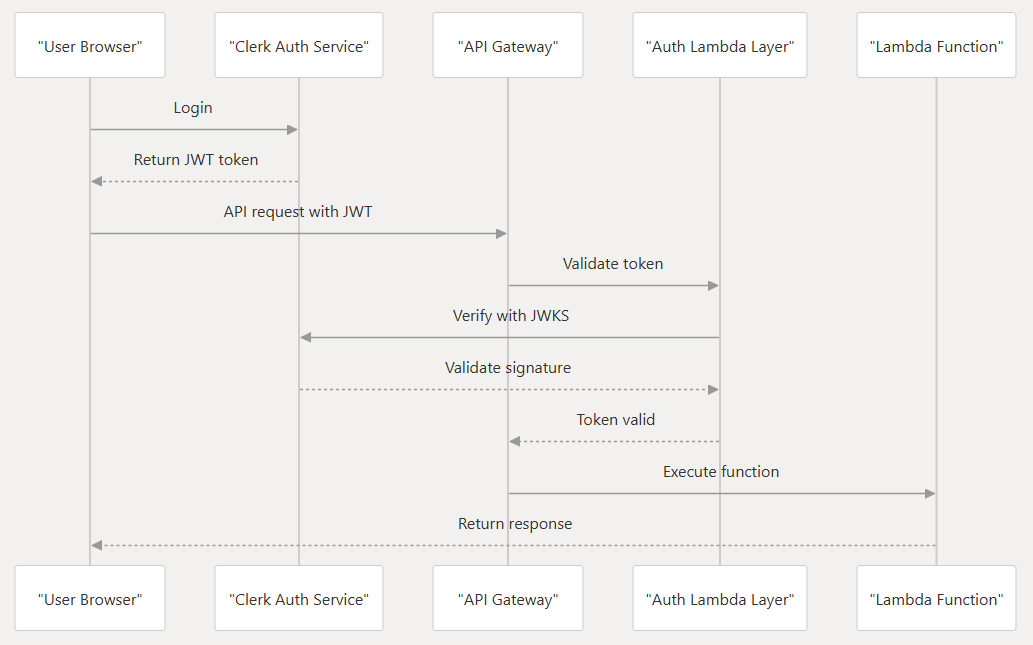 "User Browser"
"Clerk Auth Service"
"API Gateway"
"Auth Lambda Layer"
"Lambda Function"
Login
Return JWT token
API request with JWT
Validate token
Verify with JWKS
Validate signature
Token valid
Execute function
Return response
"User Browser"
"Clerk Auth Service"
"API Gateway"
"Auth Lambda Layer"
"Lambda Function"